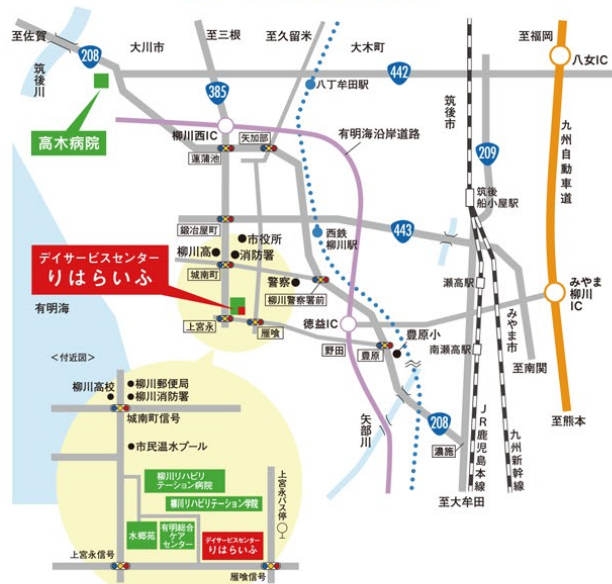 至佐賀
大川市
至三根
至久留米
大木町
至福岡
208
筑後川
385
八丁牟田駅
442
八女IC
高木病院
柳川西IC
矢加部
有明海沿岸道路
筑後市
209
九州自動車道
蓮蒲池
筑後
船小屋駅
鍛冶屋町
市役所
西鉄
柳川駅
443
デイサービスセンター
りはらいふ
柳川高
消防署
城南町
警察
柳川警察署前
瀬高駅
みやま
柳川
IC
有明海
上宮永
雁喰
徳益IC
豊原小
みやま市
野田
豊原
南瀬高駅
至南関
<付近図>
柳川高校
柳川郵便局
柳川消防署
城南町信号
矢部川
208
濃施
JR鹿児島本線
九州新幹線
至熊本
至大牟田
市民温水プール
柳川リハビリ
テーション病院
柳川リハビリテーション学院
上宮永バス停
水郷苑
有明総合
ケア
センター
デイサービスセンター
りはらいふ
上宮永信号
雁喰信号